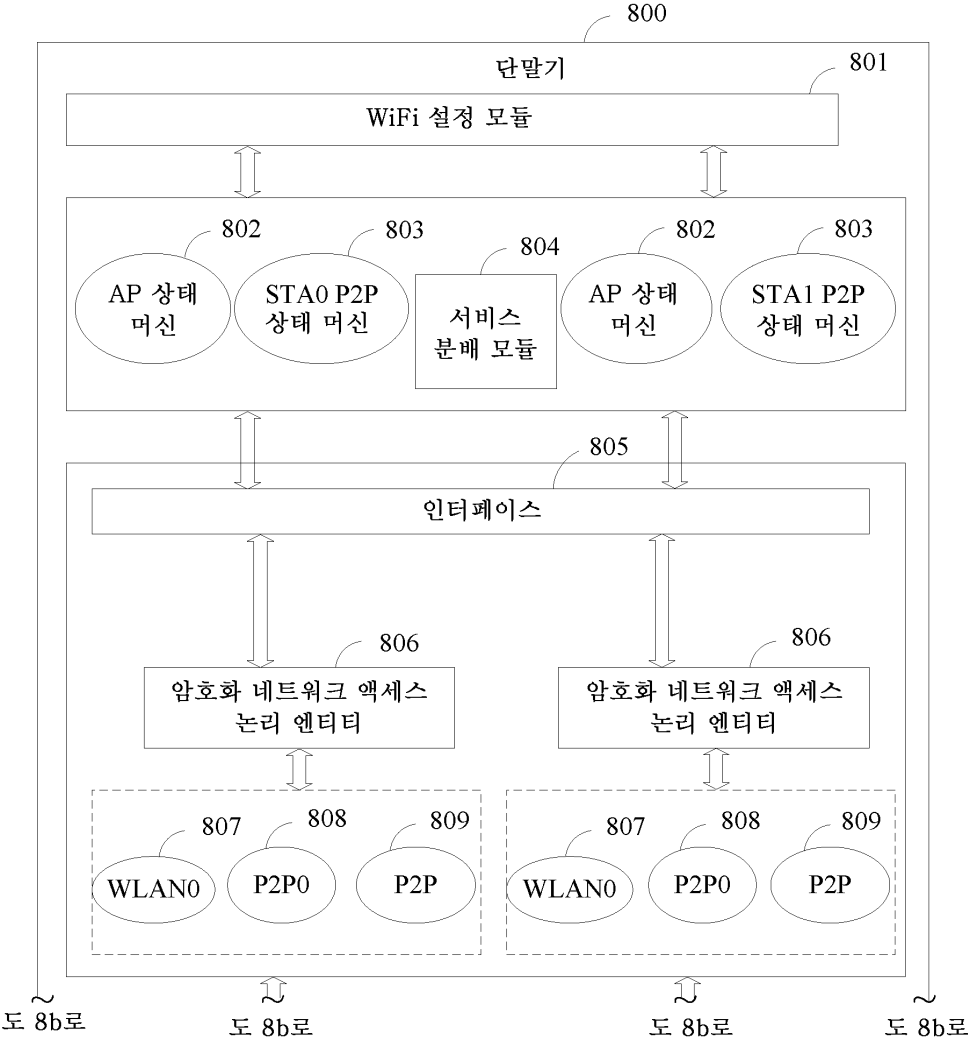 800
단말기
801
WiFi 설정 모듈
802
803
804
802
803
AP 상태
머신
STA0 P2P
상태 머신
서비스
분배 모듈
AP 상태
머신
STA1 P2P
상태 머신
805
인터페이스
806
806
암호화 네트워크 액세스
논리 엔티티
암호화 네트워크 액세스
논리 엔티티
807
808
809
807
808
809
WLAN0
P2P0
P2P
WLAN0
P2P0
P2P
도 8b로
도 8b로
도 8b로
도 8b로